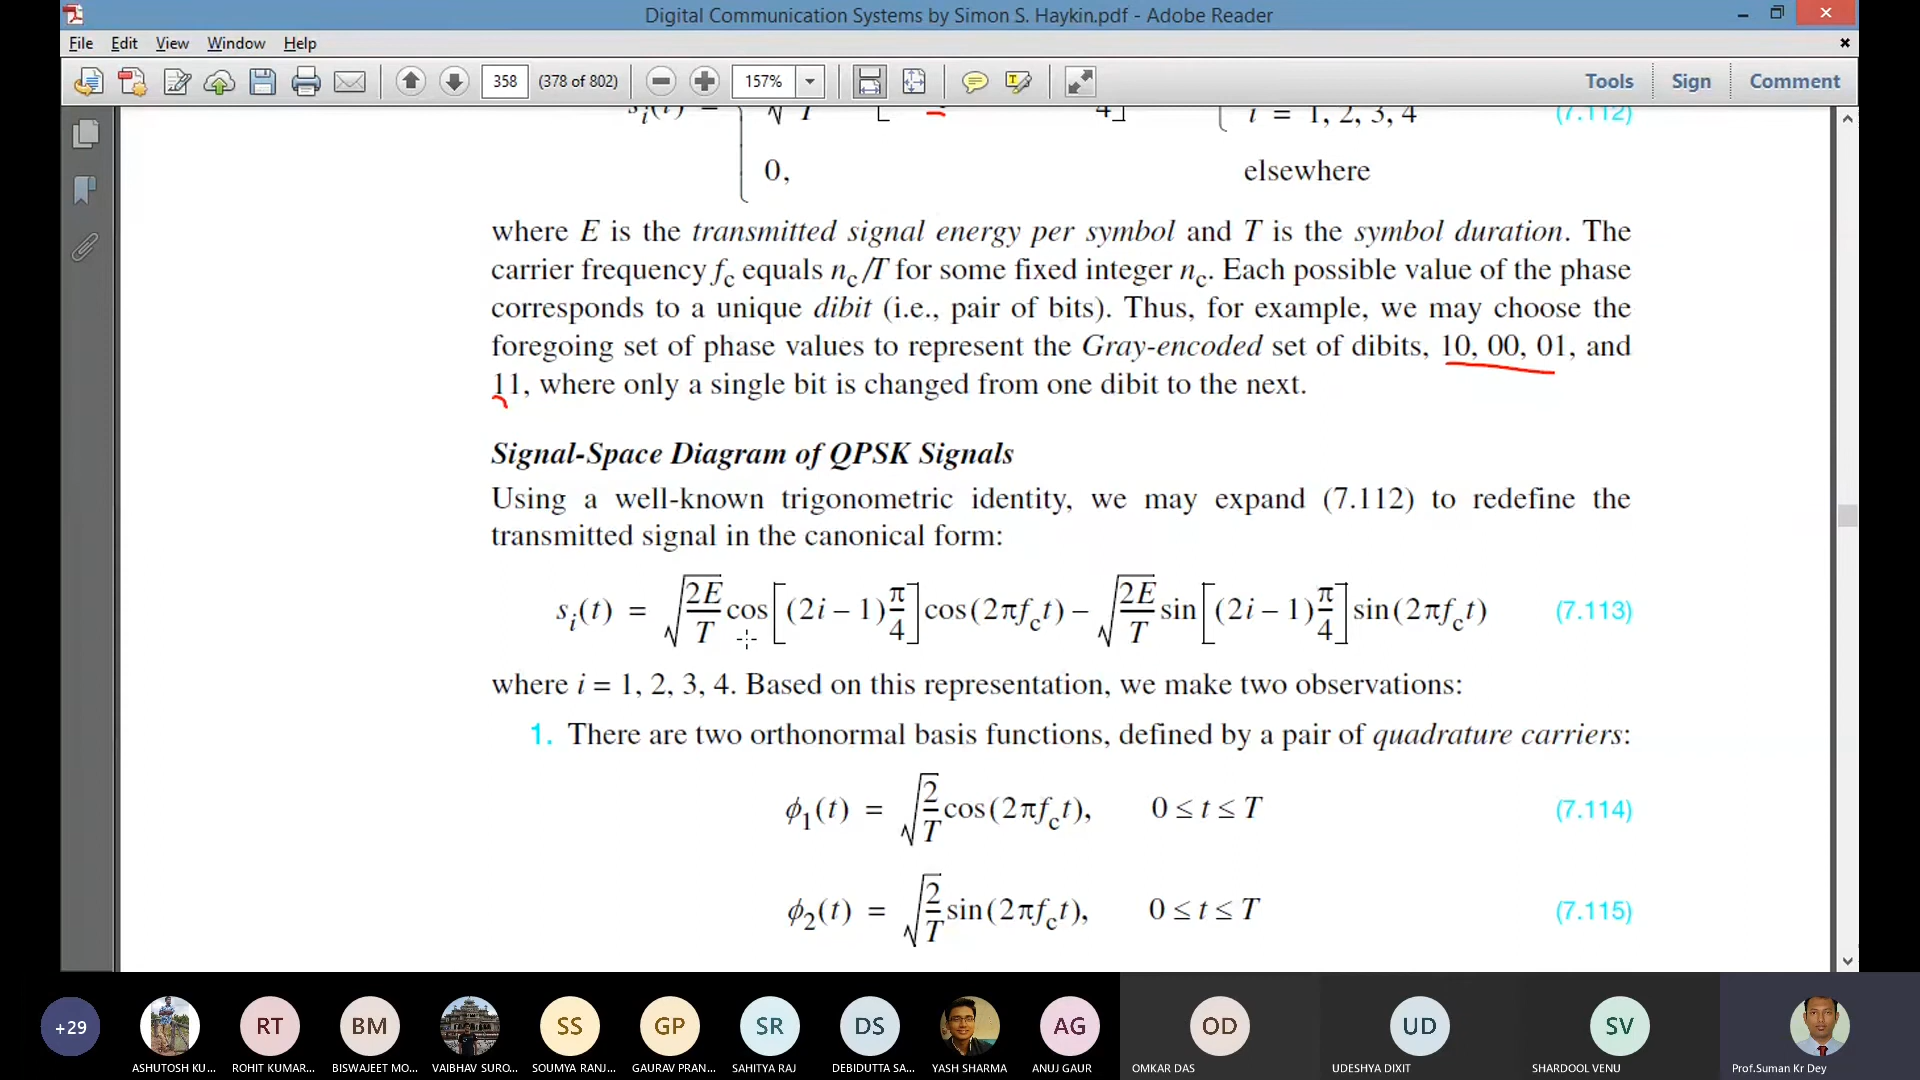 Digital Communication Systems by Simon S. Haykin.pdf - Adobe Reader
File Edit View Window Help
358 (378 of 802) 157% Tools Sign Comment
sᵢ(t) = √ T [ 4] i = 1, 2, 3, 4 (7.112)
0, elsewhere
where E is the transmitted signal energy per symbol and T is the symbol duration. The
carrier frequency f_c equals n_c/T for some fixed integer n_c. Each possible value of the phase
corresponds to a unique dibit (i.e., pair of bits). Thus, for example, we may choose the
foregoing set of phase values to represent the Gray-encoded set of dibits, 10, 00, 01, and
11, where only a single bit is changed from one dibit to the next.
Signal-Space Diagram of QPSK Signals
Using a well-known trigonometric identity, we may expand (7.112) to redefine the
transmitted signal in the canonical form:
sᵢ(t) = √(2E/T) cos[(2i – 1)π/4] cos(2πf_c t) – √(2E/T) sin[(2i – 1)π/4] sin(2πf_c t) (7.113)
where i = 1, 2, 3, 4. Based on this representation, we make two observations:
1. There are two orthonormal basis functions, defined by a pair of quadrature carriers:
ϕ₁(t) = √(2/T) cos(2πf_c t), 0 ≤ t ≤ T (7.114)
ϕ₂(t) = √(2/T) sin(2πf_c t), 0 ≤ t ≤ T (7.115)
+29 RT BM SS GP SR DS AG OD UD SV
ASHUTOSH KU... ROHIT KUMAR... BISWAJEET MO... VAIBHAV SURO... SOUMYA RANJ... GAURAV PRAN... SAHITYA RAJ DEBIDUTTA SA... YASH SHARMA ANUJ GAUR OMKAR DAS UDESHYA DIXIT SHARDOOL VENU Prof.Suman Kr Dey